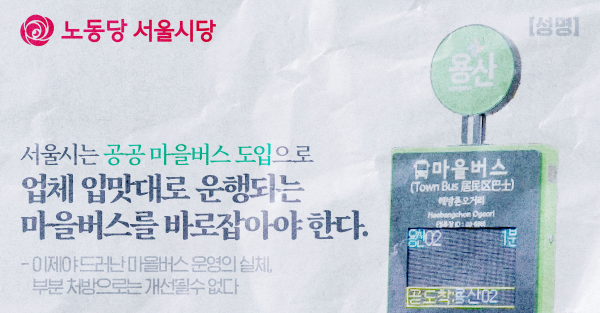 노동당 서울시당
[성명]
서울시는 공공 마을버스 도입으로
업체 입맛대로 운행되는
마을버스를 바로잡아야 한다.
- 이제야 드러난 마을버스 운영의 실체,
부분 처방으로는 개선될 수 없다
용산
마을버스
(Town Bus 居民区巴士)
해방촌오거리
Haebangchon Ogeori
용산02 1분
곧도착:용산02